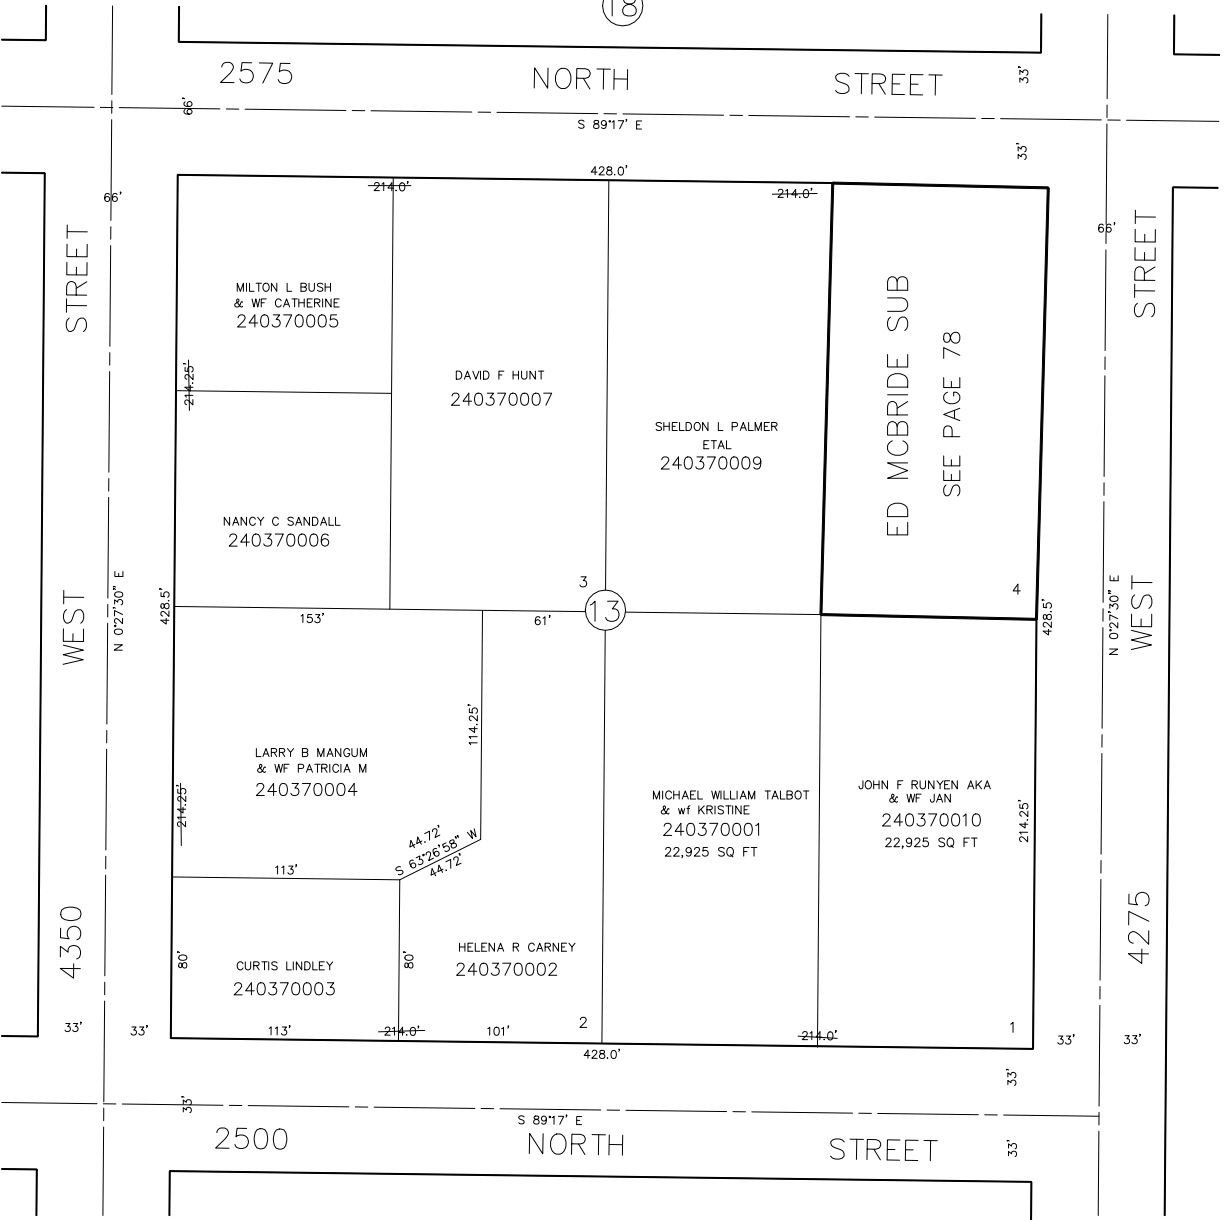 18
2575 NORTH STREET
33'
66'
S 89°17' E
33'
428.0'
214.0'
214.0'
66'
66'
STREET
STREET
MILTON L BUSH
& WF CATHERINE
240370005
214.25'
DAVID F HUNT
240370007
SHELDON L PALMER
ETAL
240370009
ED MCBRIDE SUB
SEE PAGE 78
NANCY C SANDALL
240370006
WEST
N 0°27'30" E
428.5'
3
13
4
428.5'
N 0°27'30" E
WEST
153'
61'
114.25'
LARRY B MANGUM
& WF PATRICIA M
240370004
214.25'
44.72'
S 63°26'58" W
44.72'
MICHAEL WILLIAM TALBOT
& wf KRISTINE
240370001
22,925 SQ FT
JOHN F RUNYEN AKA
& WF JAN
240370010
22,925 SQ FT
214.25'
113'
4350
4275
80'
80'
CURTIS LINDLEY
240370003
HELENA R CARNEY
240370002
33'
33'
113'
214.0'
101'
2
214.0'
1
33'
33'
428.0'
33'
33'
S 89°17' E
2500 NORTH STREET
33'